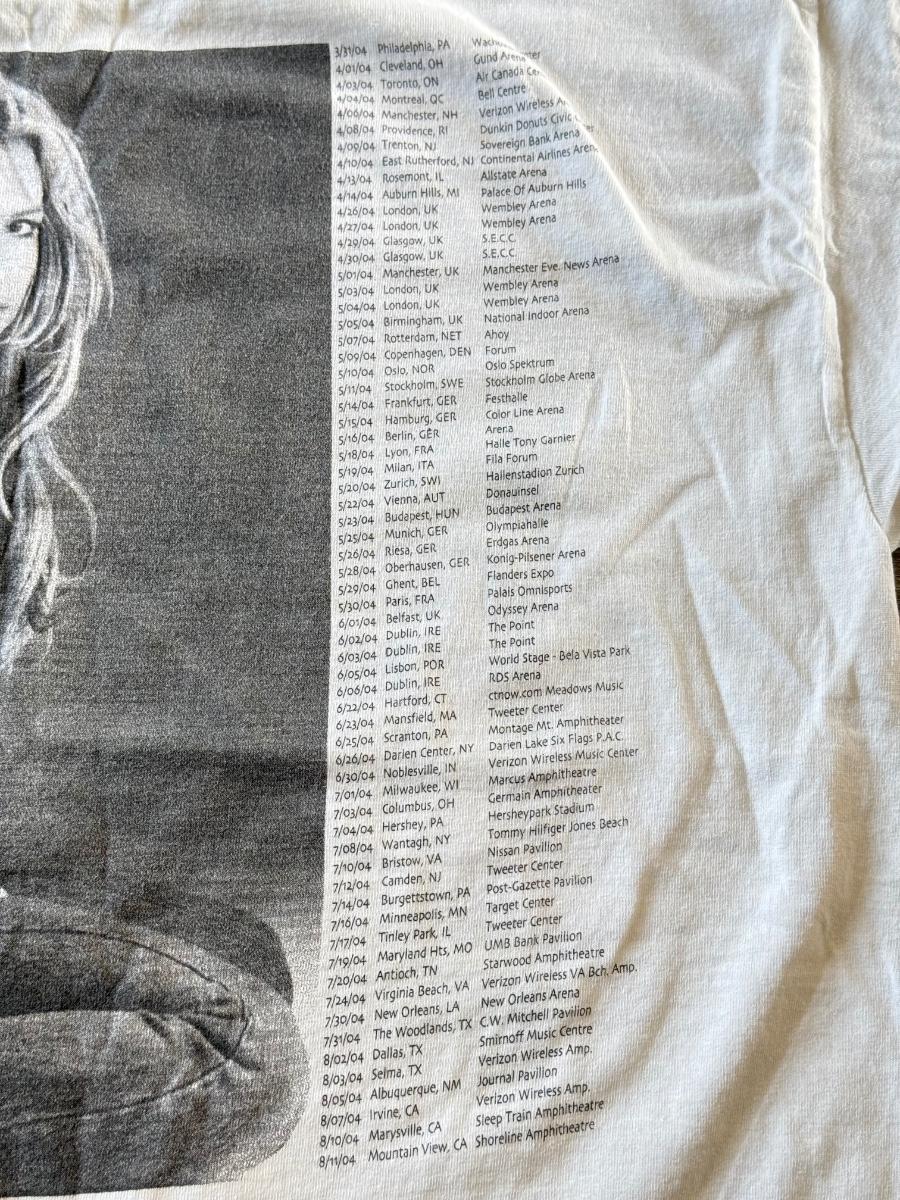 3/31/04 Philadelphia, PA
4/01/04 Cleveland, OH Gund Arena
4/03/04 Toronto, ON Air Canada
4/04/04 Montreal, QC Bell Centre
4/06/04 Manchester, NH Verizon Wireless
4/08/04 Providence, RI Dunkin Donuts Civic
4/09/04 Trenton, NJ Sovereign Bank Arena
4/10/04 East Rutherford, NJ Continental Airlines
4/13/04 Rosemont, IL Allstate Arena
4/14/04 Auburn Hills, MI Palace Of Auburn Hills
4/26/04 London, UK Wembley Arena
4/27/04 London, UK Wembley Arena
4/29/04 Glasgow, UK S.E.C.C.
4/30/04 Glasgow, UK S.E.C.C.
5/01/04 Manchester, UK Manchester Eve. News Arena
5/03/04 London, UK Wembley Arena
5/04/04 London, UK Wembley Arena
5/05/04 Birmingham, UK National Indoor Arena
5/07/04 Rotterdam, NET Ahoy
5/09/04 Copenhagen, DEN Forum
5/10/04 Oslo, NOR Oslo Spektrum
5/11/04 Stockholm, SWE Stockholm Globe Arena
5/14/04 Frankfurt, GER Festhalle
5/15/04 Hamburg, GER Color Line Arena
5/16/04 Berlin, GER Arena
5/18/04 Lyon, FRA Halle Tony Garnier
5/19/04 Milan, ITA Fila Forum
5/20/04 Zurich, SWI Hallenstadion Zurich
5/22/04 Vienna, AUT Donauinsel
5/23/04 Budapest, HUN Budapest Arena
5/25/04 Munich, GER Olympiahalle
5/26/04 Riesa, GER Erdgas Arena
5/28/04 Oberhausen, GER Konig-Pilsener Arena
5/29/04 Ghent, BEL Flanders Expo
5/30/04 Paris, FRA Palais Omnisports
6/01/04 Belfast, UK Odyssey Arena
6/02/04 Dublin, IRE The Point
6/03/04 Dublin, IRE The Point
6/05/04 Lisbon, POR World Stage - Bela Vista Park
6/06/04 Dublin, IRE RDS Arena
6/22/04 Hartford, CT ctnow.com Meadows Music
6/23/04 Mansfield, MA Tweeter Center
6/25/04 Scranton, PA Montage Mt. Amphitheater
6/26/04 Darien Center, NY Darien Lake Six Flags P.A.C.
6/30/04 Noblesville, IN Verizon Wireless Music Center
7/01/04 Milwaukee, WI Marcus Amphitheatre
7/03/04 Columbus, OH Germain Amphitheater
7/04/04 Hershey, PA Hersheypark Stadium
7/08/04 Wantagh, NY Tommy Hilfiger Jones Beach
7/10/04 Bristow, VA Nissan Pavilion
7/12/04 Camden, NJ Tweeter Center
7/14/04 Burgettstown, PA Post-Gazette Pavilion
7/16/04 Minneapolis, MN Target Center
7/17/04 Tinley Park, IL Tweeter Center
7/19/04 Maryland Hts, MO UMB Bank Pavilion
7/20/04 Antioch, TN Starwood Amphitheatre
7/24/04 Virginia Beach, VA Verizon Wireless VA Bch. Amp.
7/30/04 New Orleans, LA New Orleans Arena
7/31/04 The Woodlands, TX C.W. Mitchell Pavilion
8/02/04 Dallas, TX Smirnoff Music Centre
8/03/04 Selma, TX Verizon Wireless Amp.
8/05/04 Albuquerque, NM Journal Pavilion
8/07/04 Irvine, CA Verizon Wireless Amp.
8/10/04 Marysville, CA Sleep Train Amphitheatre
8/11/04 Mountain View, CA Shoreline Amphitheatre